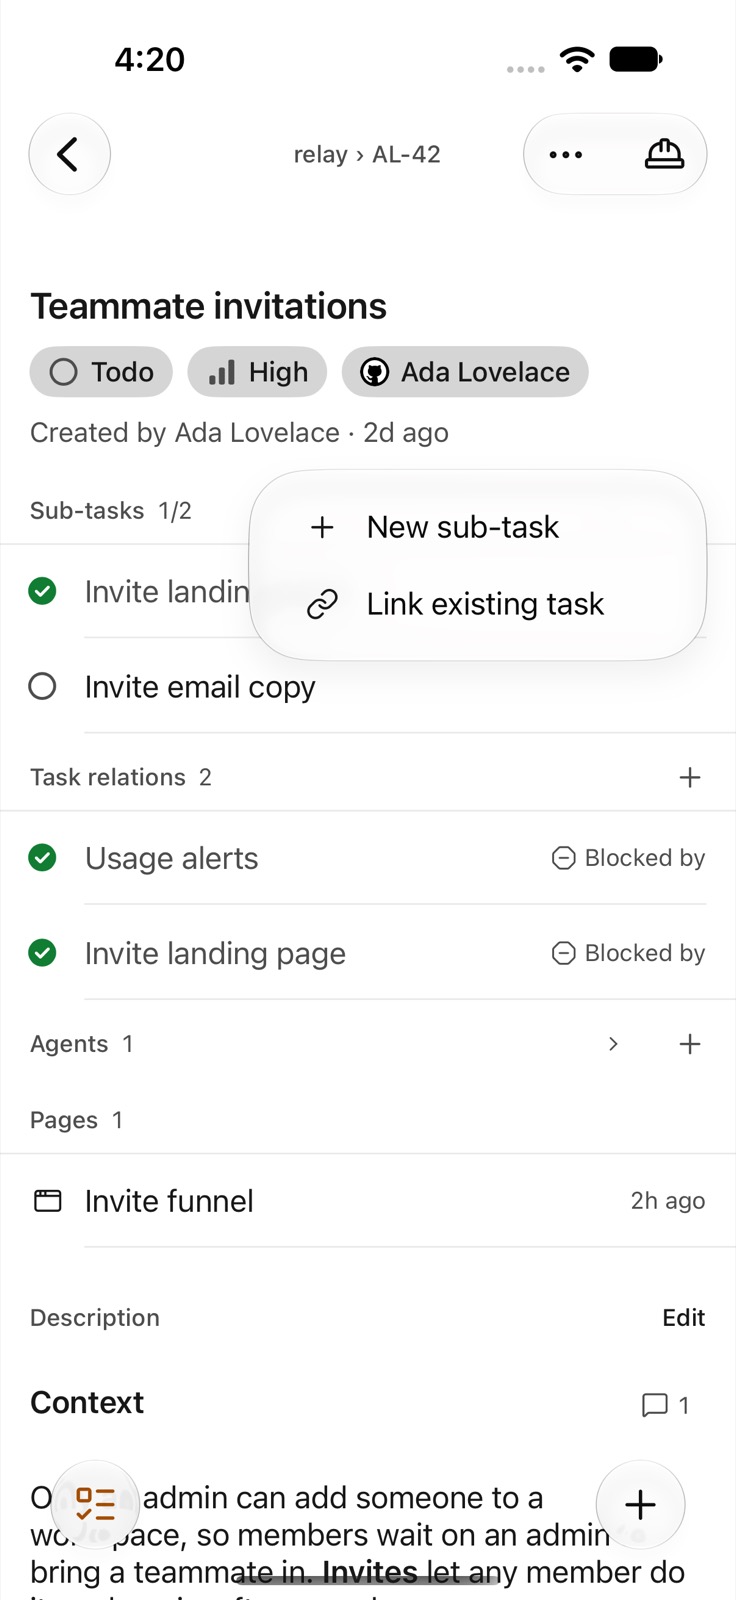 4:20
relay › AL-42
Teammate invitations
Todo
High
Ada Lovelace
Created by Ada Lovelace · 2d ago
Sub-tasks 1/2
New sub-task
Link existing task
Invite landin
Invite email copy
Task relations 2
Usage alerts
Blocked by
Invite landing page
Blocked by
Agents 1
Pages 1
Invite funnel
2h ago
Description
Edit
Context
1
admin can add someone to a
so members wait on an admin
bring a teammate in. Invites let any member do